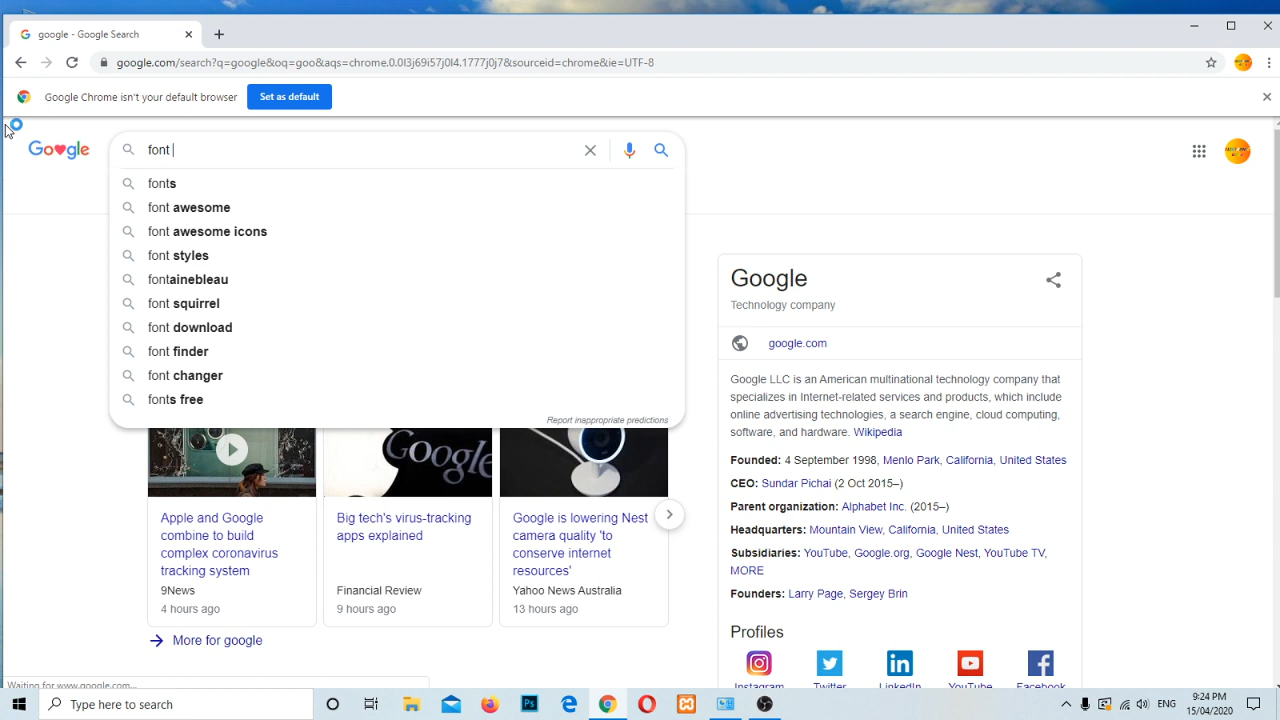 google - Google Search
google.com/search?q=google&oq=goo&aqs=chrome.0.0l3j69i57j0l4.1777j0j7&sourceid=chrome&ie=UTF-8
Google Chrome isn't your default browser
Set as default
Google
font
fonts
font awesome
font awesome icons
font styles
fontainebleau
font squirrel
font download
font finder
font changer
fonts free
Report inappropriate predictions
Google
Apple and Google
combine to build
complex coronavirus
tracking system
9News
4 hours ago
Big tech's virus-tracking
apps explained
Financial Review
9 hours ago
Google is lowering Nest
camera quality 'to
conserve internet
resources'
Yahoo News Australia
13 hours ago
More for google
Google
Technology company
google.com
Google LLC is an American multinational technology company that
specializes in Internet-related services and products, which include
online advertising technologies, a search engine, cloud computing,
software, and hardware. Wikipedia
Founded: 4 September 1998, Menlo Park, California, United States
CEO: Sundar Pichai (2 Oct 2015–)
Parent organization: Alphabet Inc. (2015–)
Headquarters: Mountain View, California, United States
Subsidiaries: YouTube, Google.org, Google Nest, YouTube TV,
MORE
Founders: Larry Page, Sergey Brin
Profiles
Instagram
Twitter
LinkedIn
YouTube
Facebook
Waiting for www.google.com...
Type here to search
Ps
ENG
9:24 PM
15/04/2020